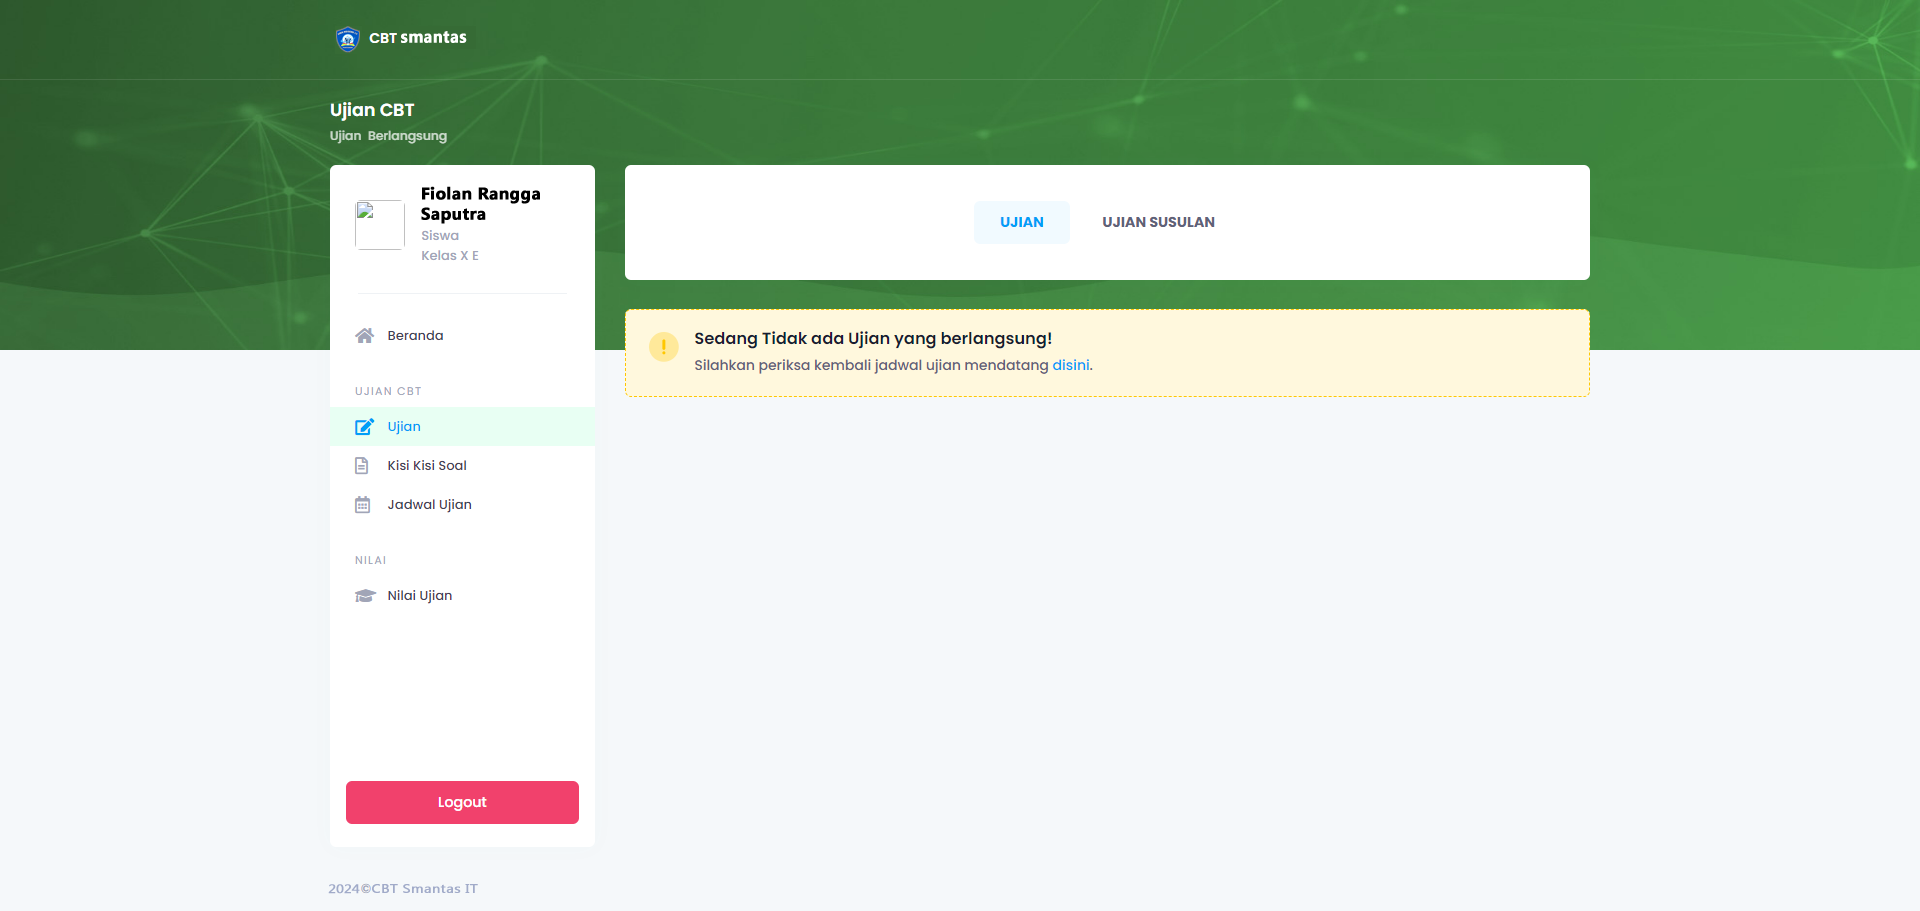 CBT smantas
Ujian CBT
Ujian Berlangsung
Fiolan Rangga
Saputra
Siswa
Kelas X E
Beranda
UJIAN CBT
Ujian
Kisi Kisi Soal
Jadwal Ujian
NILAI
Nilai Ujian
Logout
UJIAN
UJIAN SUSULAN
Sedang Tidak ada Ujian yang berlangsung!
Silahkan periksa kembali jadwal ujian mendatang disini.
2024©CBT Smantas IT